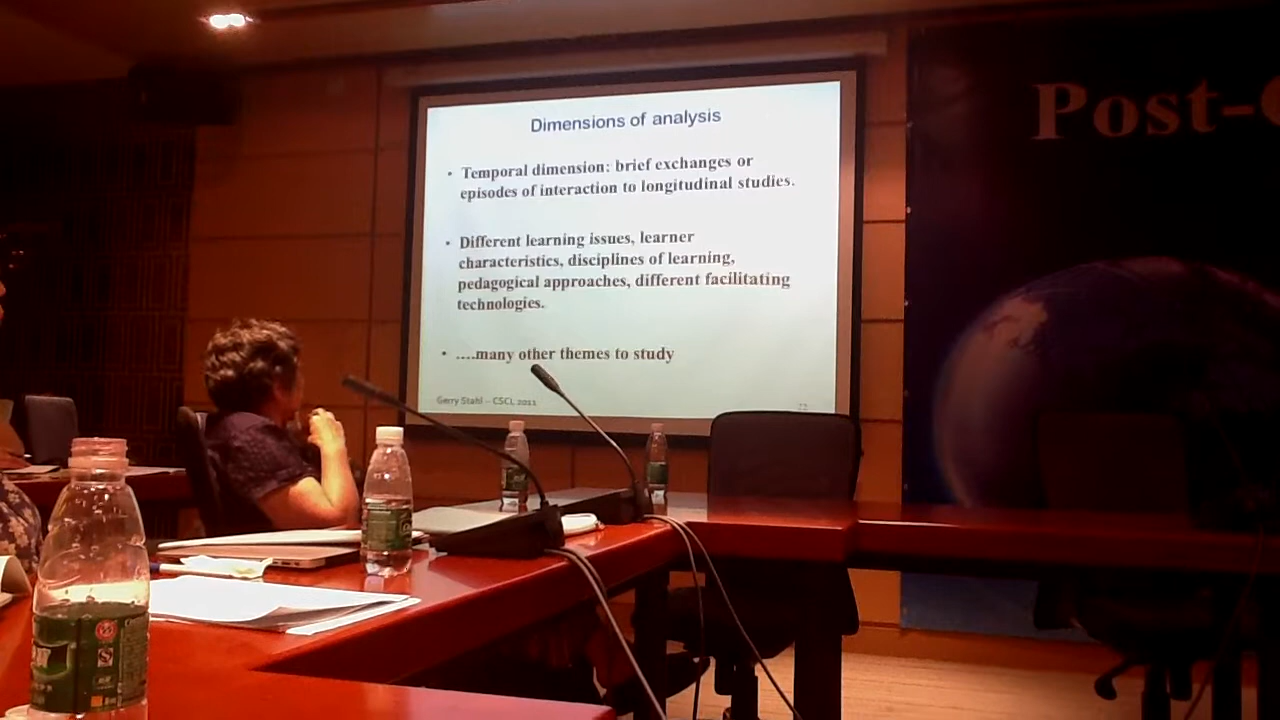 Dimensions of analysis
• Temporal dimension: brief exchanges or
episodes of interaction to longitudinal studies.
• Different learning issues, learner
characteristics, disciplines of learning,
pedagogical approaches, different facilitating
technologies.
• ....many other themes to study
Gerry Stahl – CSCL 2011
Post-